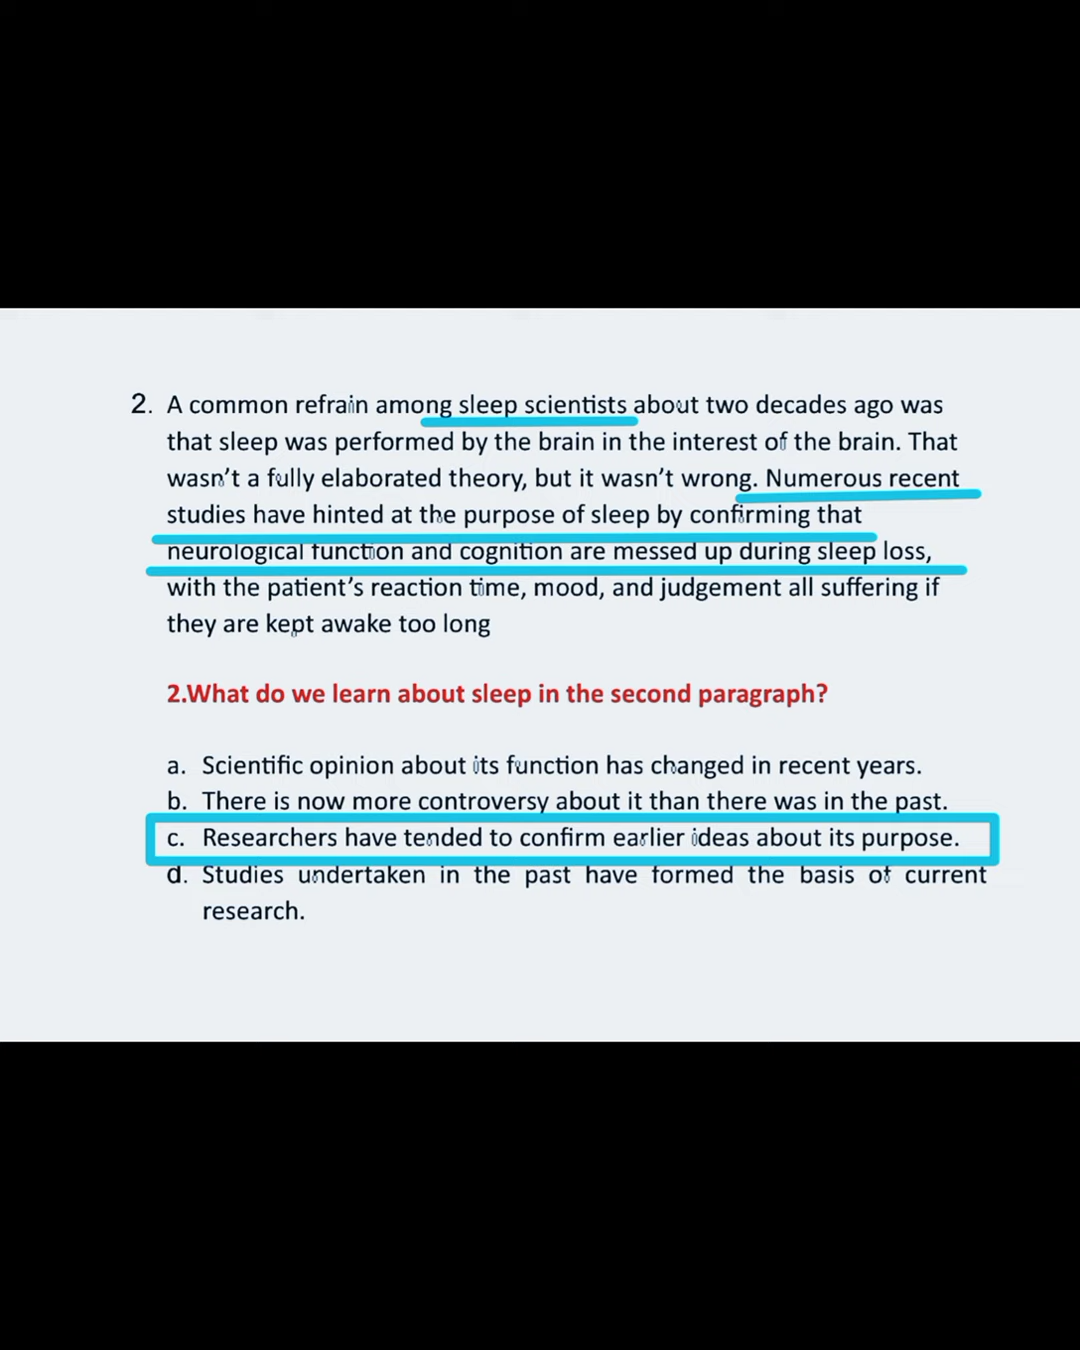 2. A common refrain among sleep scientists about two decades ago was
that sleep was performed by the brain in the interest of the brain. That
wasn't a fully elaborated theory, but it wasn't wrong. Numerous recent
studies have hinted at the purpose of sleep by confirming that
neurological function and cognition are messed up during sleep loss,
with the patient's reaction time, mood, and judgement all suffering if
they are kept awake too long
2.What do we learn about sleep in the second paragraph?
a. Scientific opinion about its function has changed in recent years.
b. There is now more controversy about it than there was in the past.
c. Researchers have tended to confirm earlier ideas about its purpose.
d. Studies undertaken in the past have formed the basis of current
research.